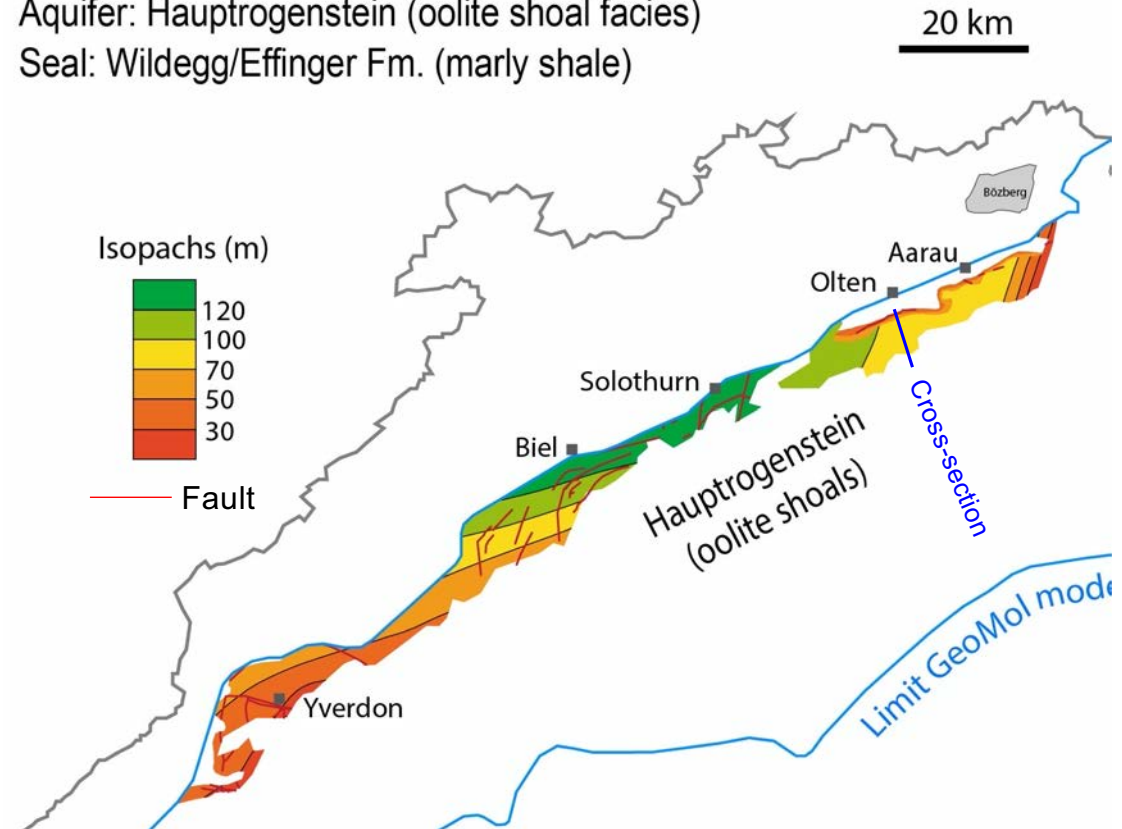 Aquifer: Hauptrogenstein (oolite shoal facies)
Seal: Wildegg/Effinger Fm. (marly shale)
20 km
Bözberg
Isopachs (m)
120
100
70
50
30
Fault
Aarau
Olten
Solothurn
Biel
Hauptrogenstein
(oolite shoals)
Cross-section
Yverdon
Limit GeoMol mode